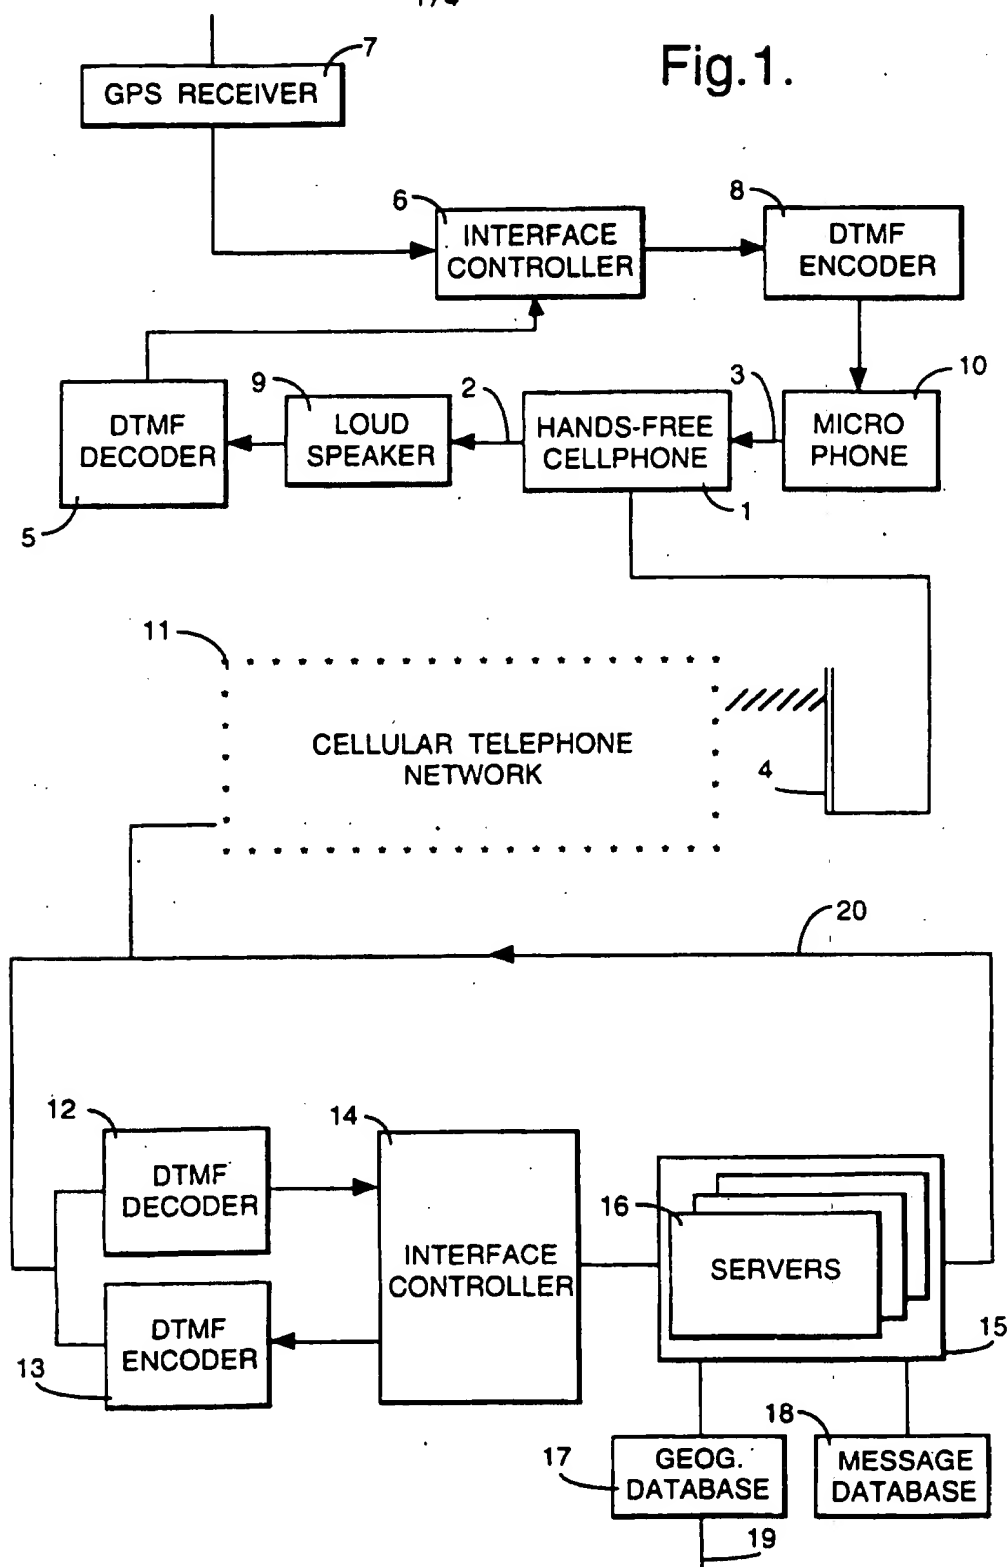 Fig.1.
7
GPS RECEIVER
6
8
INTERFACE
CONTROLLER
DTMF
ENCODER
9
2
3
10
DTMF
DECODER
LOUD
SPEAKER
HANDS-FREE
CELLPHONE
MICRO
PHONE
5
1
11
CELLULAR TELEPHONE
NETWORK
4
20
12
14
DTMF
DECODER
16
INTERFACE
CONTROLLER
SERVERS
DTMF
ENCODER
13
15
17
18
GEOG.
DATABASE
MESSAGE
DATABASE
19